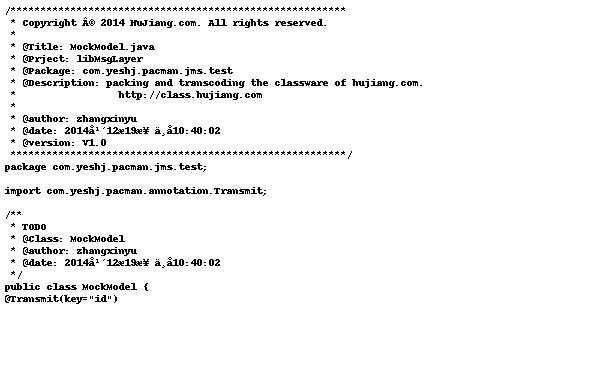 /********************************************************
 * Copyright Â© 2014 HuJiang.com. All rights reserved.
 *
 * @Title: MockModel.java
 * @Prject: libMsgLayer
 * @Package: com.yeshj.pacman.jms.test
 * @Description: packing and transcoding the classware of hujiang.com.
 *                 http://class.hujiang.com
 *
 * @author: zhangxinyu
 * @date: 2014å¹´12æ19æ¥ ä¸å10:40:02
 * @version: V1.0
 ********************************************************/
package com.yeshj.pacman.jms.test;

import com.yeshj.pacman.annotation.Transmit;

/**
 * TODO
 * @Class: MockModel
 * @author: zhangxinyu
 * @date: 2014å¹´12æ19æ¥ ä¸å10:40:02
 */
public class MockModel {
@Transmit(key="id")